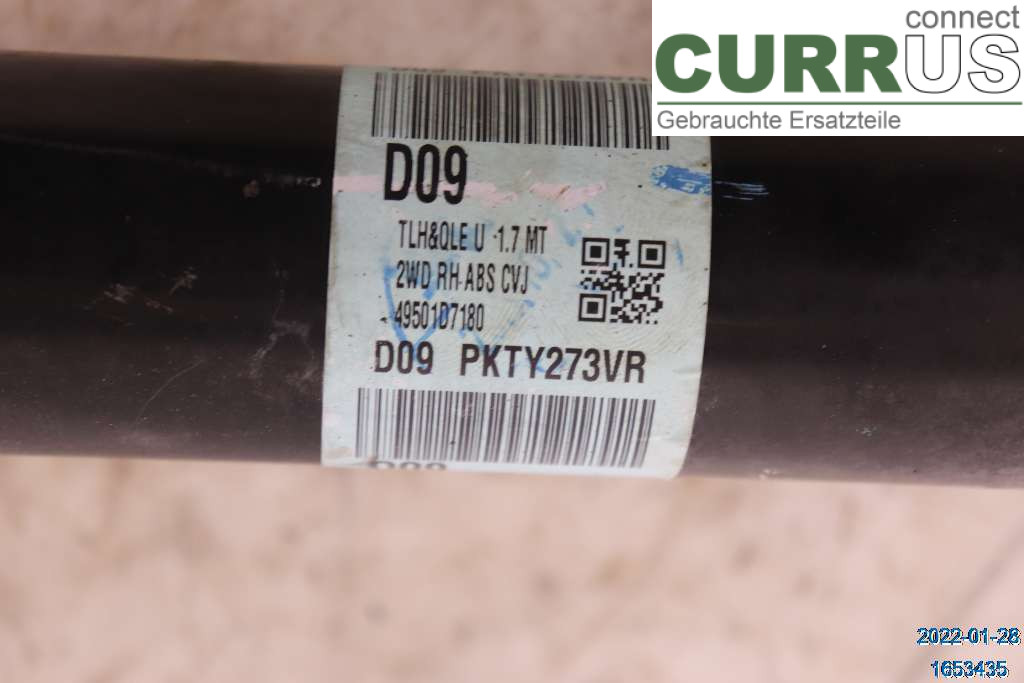 connect
CURRUS
Gebrauchte Ersatzteile
D09
TLH&QLE U -1.7 MT
2WD RH-ABS CVJ
49501D7180
D09 PKTY273VR
D09
2022-01-28
1653435